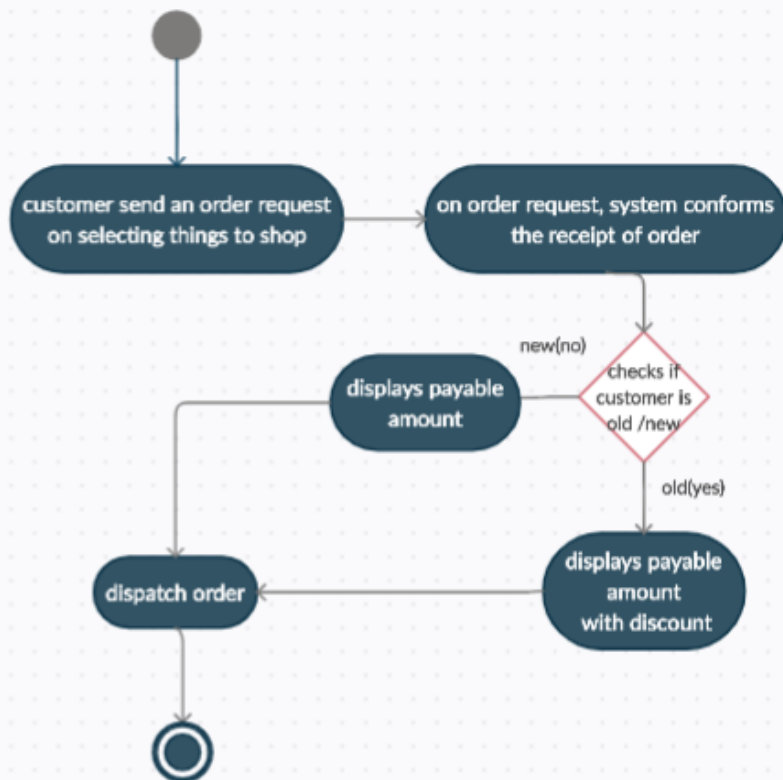 customer send an order request
on selecting things to shop
on order request, system conforms
the receipt of order
new(no)
checks if
customer is
old /new
displays payable
amount
old(yes)
displays payable
amount
with discount
dispatch order